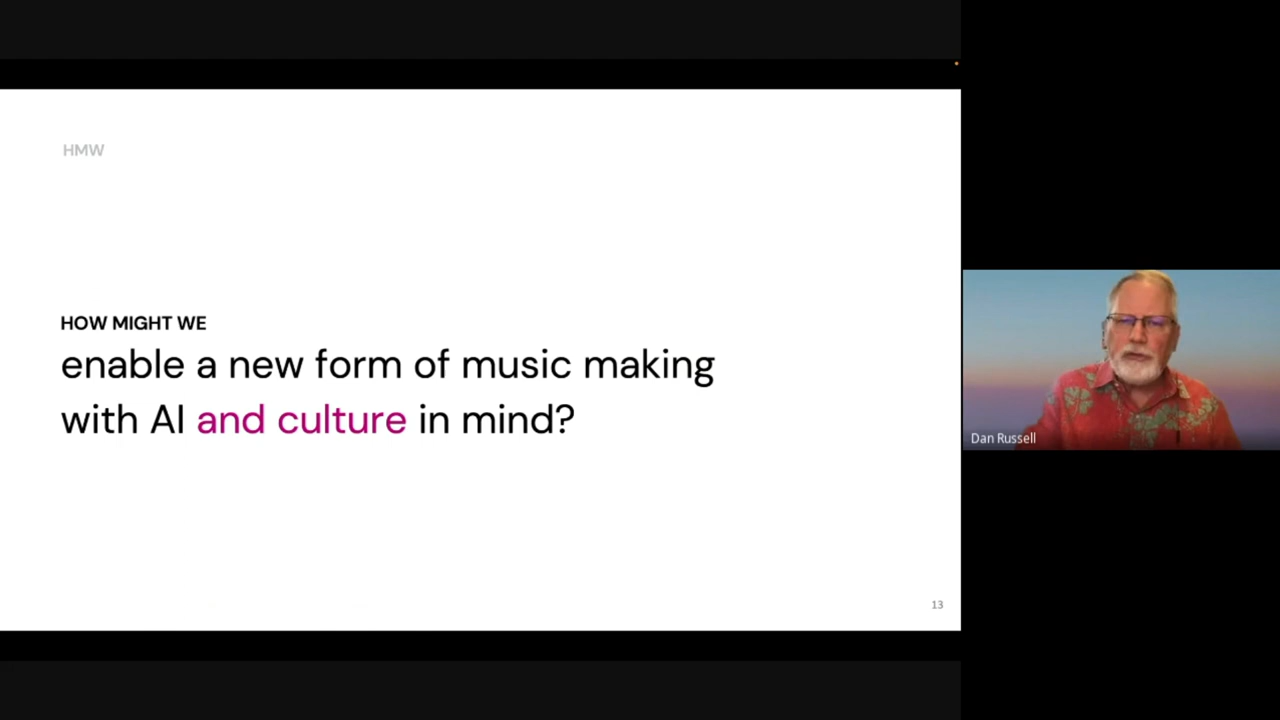 HMW
HOW MIGHT WE
enable a new form of music making
with AI and culture in mind?
13
Dan Russell